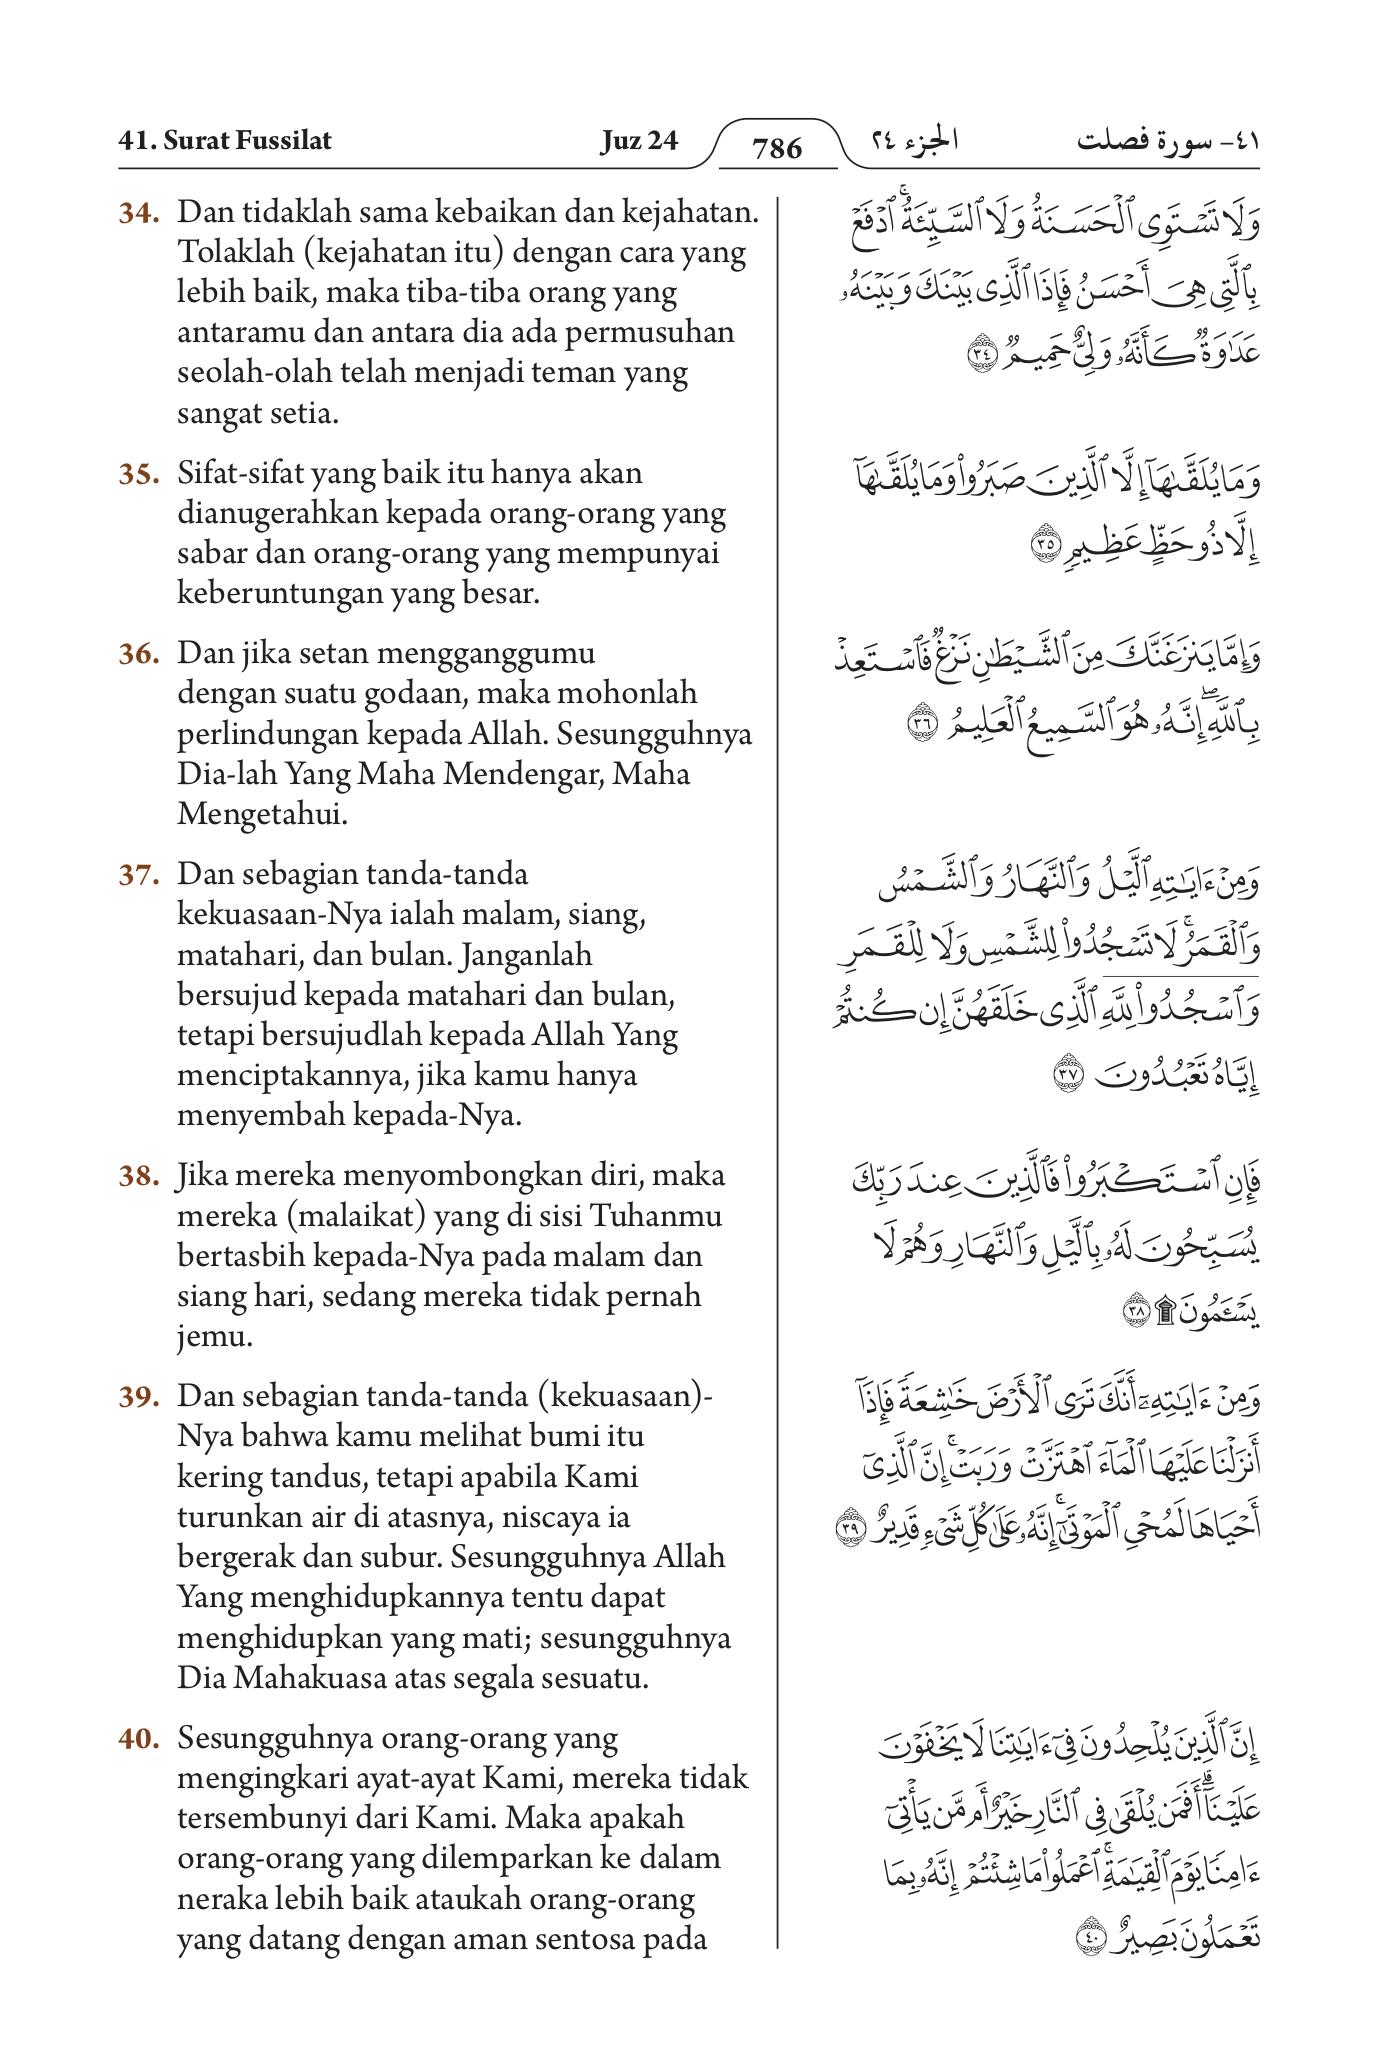 41. Surat Fussilat Juz 24 786 الجزء ٢٤ ٤١- سورة فصلت
34. Dan tidaklah sama kebaikan dan kejahatan.
Tolaklah (kejahatan itu) dengan cara yang
lebih baik, maka tiba-tiba orang yang
antaramu dan antara dia ada permusuhan
seolah-olah telah menjadi teman yang
sangat setia.
35. Sifat-sifat yang baik itu hanya akan
dianugerahkan kepada orang-orang yang
sabar dan orang-orang yang mempunyai
keberuntungan yang besar.
36. Dan jika setan mengganggumu
dengan suatu godaan, maka mohonlah
perlindungan kepada Allah. Sesungguhnya
Dia-lah Yang Maha Mendengar, Maha
Mengetahui.
37. Dan sebagian tanda-tanda
kekuasaan-Nya ialah malam, siang,
matahari, dan bulan. Janganlah
bersujud kepada matahari dan bulan,
tetapi bersujudlah kepada Allah Yang
menciptakannya, jika kamu hanya
menyembah kepada-Nya.
38. Jika mereka menyombongkan diri, maka
mereka (malaikat) yang di sisi Tuhanmu
bertasbih kepada-Nya pada malam dan
siang hari, sedang mereka tidak pernah
jemu.
39. Dan sebagian tanda-tanda (kekuasaan)-
Nya bahwa kamu melihat bumi itu
kering tandus, tetapi apabila Kami
turunkan air di atasnya, niscaya ia
bergerak dan subur. Sesungguhnya Allah
Yang menghidupkannya tentu dapat
menghidupkan yang mati; sesungguhnya
Dia Mahakuasa atas segala sesuatu.
40. Sesungguhnya orang-orang yang
mengingkari ayat-ayat Kami, mereka tidak
tersembunyi dari Kami. Maka apakah
orang-orang yang dilemparkan ke dalam
neraka lebih baik ataukah orang-orang
yang datang dengan aman sentosa pada
وَلَا تَسْتَوِى ٱلْحَسَنَةُ وَلَا ٱلسَّيِّئَةُ ۚ ٱدْفَعْ
بِٱلَّتِى هِىَ أَحْسَنُ فَإِذَا ٱلَّذِى بَيْنَكَ وَبَيْنَهُۥ
عَدَٰوَةٌ كَأَنَّهُۥ وَلِىٌّ حَمِيمٌ ٣٤
وَمَا يُلَقَّىٰهَآ إِلَّا ٱلَّذِينَ صَبَرُوا۟ وَمَا يُلَقَّىٰهَآ
إِلَّا ذُو حَظٍّ عَظِيمٍ ٣٥
وَإِمَّا يَنزَغَنَّكَ مِنَ ٱلشَّيْطَٰنِ نَزْغٌ فَٱسْتَعِذْ
بِٱللَّهِ ۖ إِنَّهُۥ هُوَ ٱلسَّمِيعُ ٱلْعَلِيمُ ٣٦
وَمِنْ ءَايَٰتِهِ ٱلَّيْلُ وَٱلنَّهَارُ وَٱلشَّمْسُ
وَٱلْقَمَرُ ۚ لَا تَسْجُدُوا۟ لِلشَّمْسِ وَلَا لِلْقَمَرِ
وَٱسْجُدُوا۟ لِلَّهِ ٱلَّذِى خَلَقَهُنَّ إِن كُنتُمْ
إِيَّاهُ تَعْبُدُونَ ٣٧
فَإِنِ ٱسْتَكْبَرُوا۟ فَٱلَّذِينَ عِندَ رَبِّكَ
يُسَبِّحُونَ لَهُۥ بِٱلَّيْلِ وَٱلنَّهَارِ وَهُمْ لَا
يَسْـَٔمُونَ ۩ ٣٨
وَمِنْ ءَايَٰتِهِۦٓ أَنَّكَ تَرَى ٱلْأَرْضَ خَٰشِعَةً فَإِذَآ
أَنزَلْنَا عَلَيْهَا ٱلْمَآءَ ٱهْتَزَّتْ وَرَبَتْ ۚ إِنَّ ٱلَّذِىٓ
أَحْيَاهَا لَمُحْىِ ٱلْمَوْتَىٰٓ ۚ إِنَّهُۥ عَلَىٰ كُلِّ شَىْءٍ قَدِيرٌ ٣٩
إِنَّ ٱلَّذِينَ يُلْحِدُونَ فِىٓ ءَايَٰتِنَا لَا يَخْفَوْنَ
عَلَيْنَآ ۗ أَفَمَن يُلْقَىٰ فِى ٱلنَّارِ خَيْرٌ أَم مَّن يَأْتِىٓ
ءَامِنًا يَوْمَ ٱلْقِيَٰمَةِ ۚ ٱعْمَلُوا۟ مَا شِئْتُمْ إِنَّهُۥ بِمَا
تَعْمَلُونَ بَصِيرٌ ٤٠